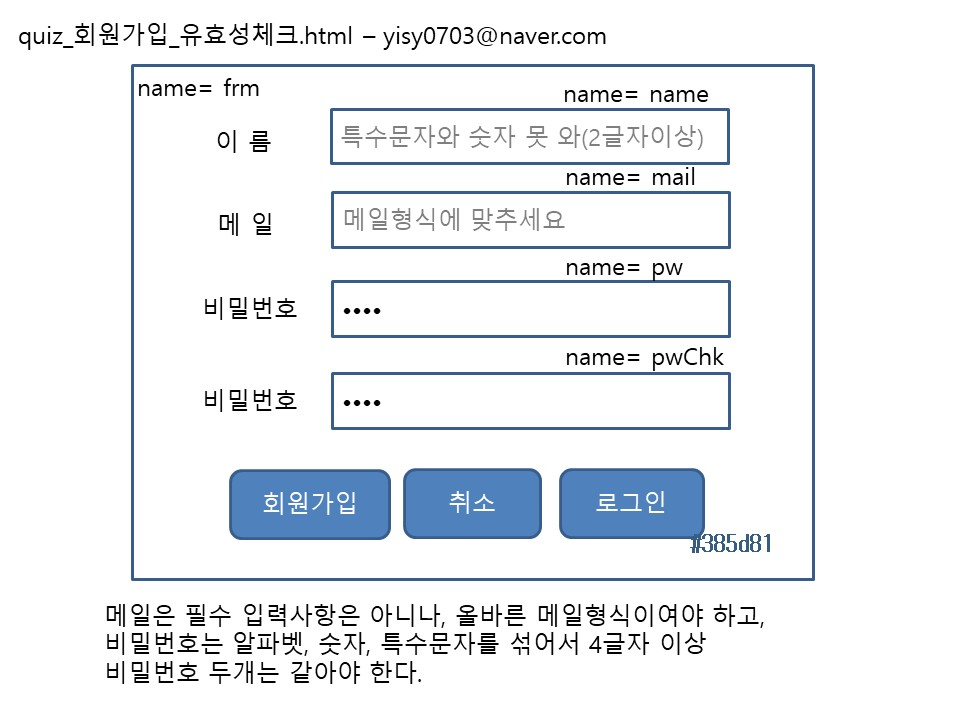 quiz_회원가입_유효성체크.html – yisy0703@naver.com
name= frm
name= name
이 름
특수문자와 숫자 못 와(2글자이상)
name= mail
메 일
메일형식에 맞추세요
name= pw
비밀번호
••••
name= pwChk
비밀번호
••••
회원가입
취소
로그인
#385d81
메일은 필수 입력사항은 아니나, 올바른 메일형식이여야 하고,
비밀번호는 알파벳, 숫자, 특수문자를 섞어서 4글자 이상
비밀번호 두개는 같아야 한다.